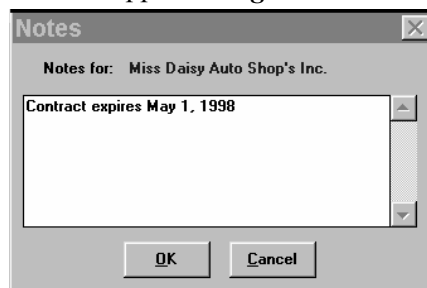 Notes
Notes for: Miss Daisy Auto Shop's Inc.
Contract expires May 1, 1998
OK Cancel